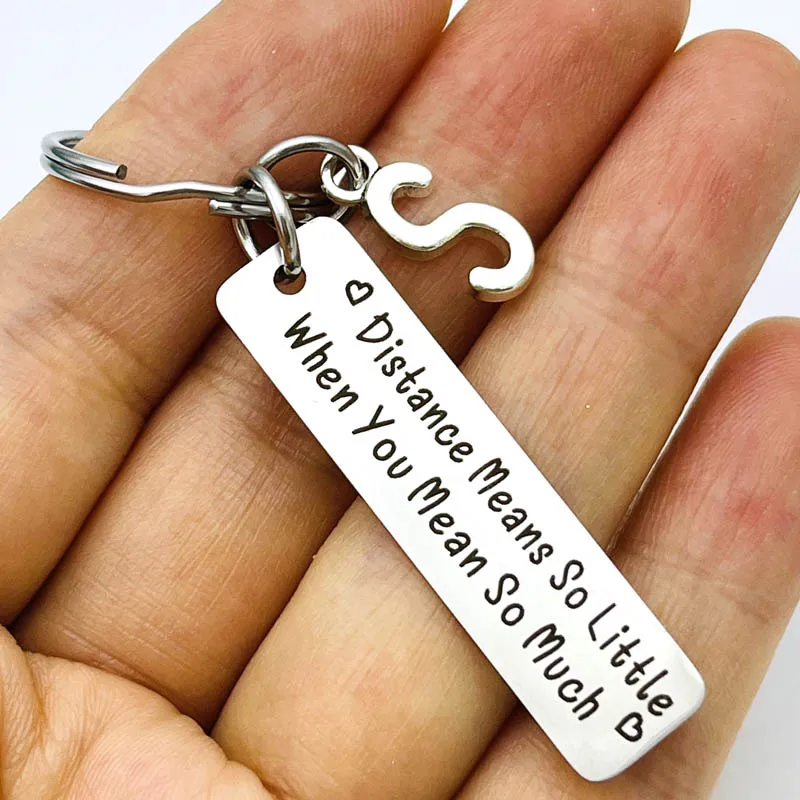 S
♡ Distance Means So Little
When You Mean So Much ♡